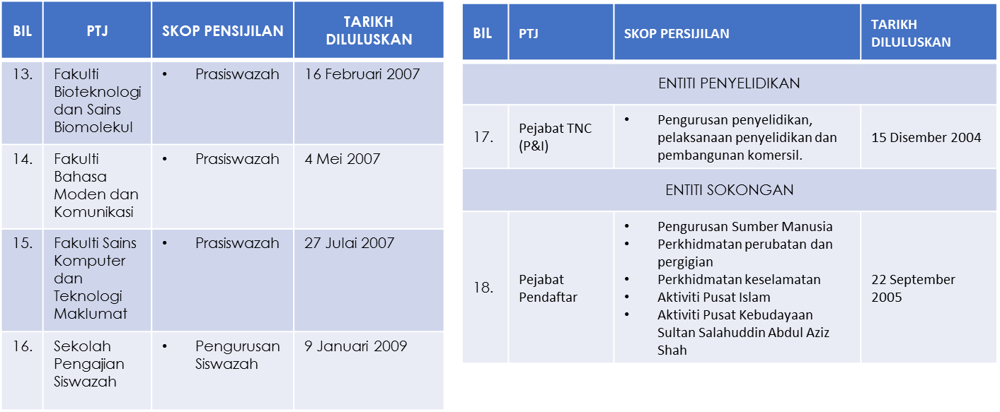 BIL PTJ SKOP PENSIJILAN TARIKH
DILULUSKAN
13. Fakulti • Prasiswazah 16 Februari 2007
Bioteknologi
dan Sains
Biomolekul
14. Fakulti • Prasiswazah 4 Mei 2007
Bahasa
Moden dan
Komunikasi
15. Fakulti Sains • Prasiswazah 27 Julai 2007
Komputer
dan
Teknologi
Maklumat
16. Sekolah • Pengurusan 9 Januari 2009
Pengajian Siswazah
Siswazah
BIL PTJ SKOP PERSIJILAN TARIKH
DILULUSKAN
ENTITI PENYELIDIKAN
17. Pejabat TNC
(P&I)
• Pengurusan penyelidikan,
pelaksanaan penyelidikan dan
pembangunan komersil.
15 Disember 2004
ENTITI SOKONGAN
18. Pejabat
Pendaftar
• Pengurusan Sumber Manusia
• Perkhidmatan perubatan dan
pergigian
• Perkhidmatan keselamatan
• Aktiviti Pusat Islam
• Aktiviti Pusat Kebudayaan
Sultan Salahuddin Abdul Aziz
Shah
22 September
2005